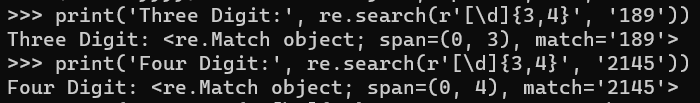 >>> print('Three Digit:', re.search(r'[\d]{3,4}', '189'))
Three Digit: <re.Match object; span=(0, 3), match='189'>
>>> print('Four Digit:', re.search(r'[\d]{3,4}', '2145'))
Four Digit: <re.Match object; span=(0, 4), match='2145'>